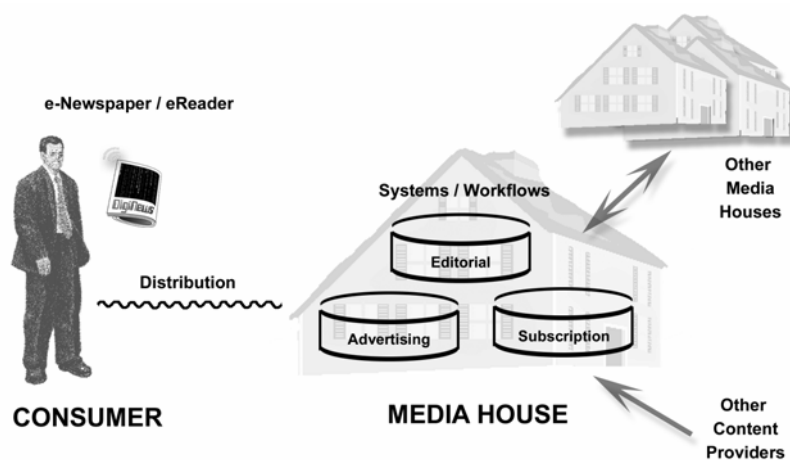 e-Newspaper / eReader
DigiNews
Systems / Workflows
Other
Media
Houses
Editorial
Distribution
Advertising
Subscription
CONSUMER
MEDIA HOUSE
Other
Content
Providers